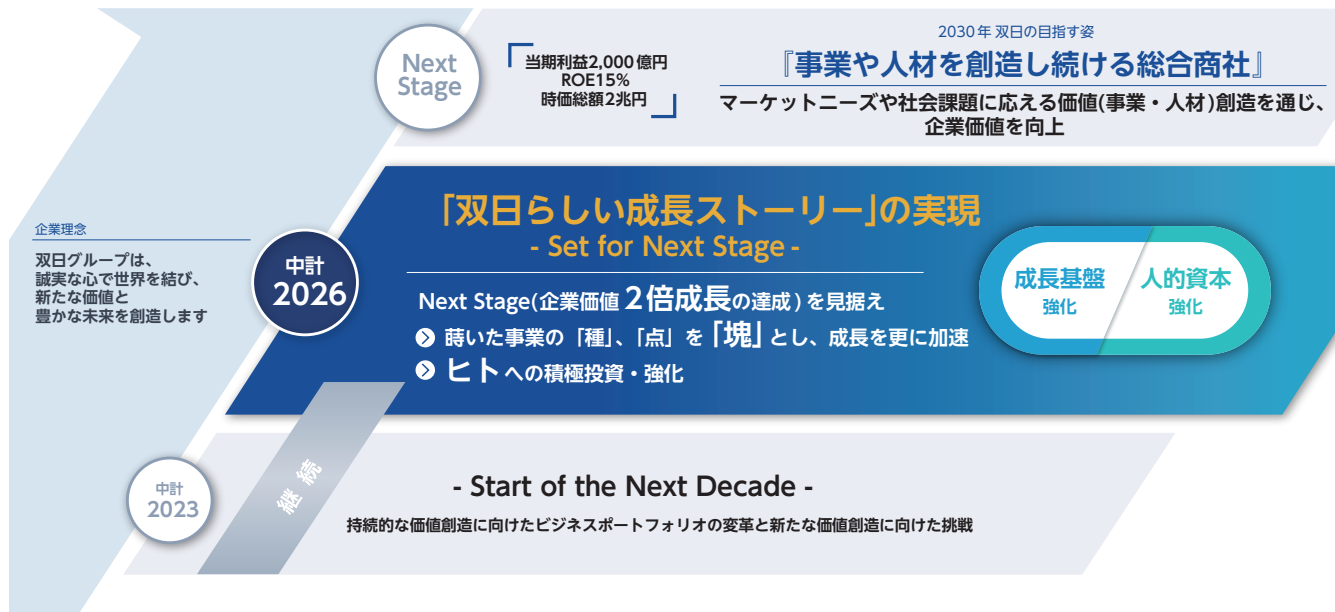 Next
Stage
「当期利益2,000億円
ROE15%
時価総額2兆円」
2030年 双日の目指す姿
『事業や人材を創造し続ける総合商社』
マーケットニーズや社会課題に応える価値(事業・人材)創造を通じ、
企業価値を向上
企業理念
双日グループは、
誠実な心で世界を結び、
新たな価値と
豊かな未来を創造します
中計
2026
「双日らしい成長ストーリー」の実現
- Set for Next Stage -
Next Stage(企業価値2倍成長の達成)を見据え
蒔いた事業の「種」、「点」を「塊」とし、成長を更に加速
ヒトへの積極投資・強化
成長基盤
強化
人的資本
強化
継続
中計
2023
- Start of the Next Decade -
持続的な価値創造に向けたビジネスポートフォリオの変革と新たな価値創造に向けた挑戦